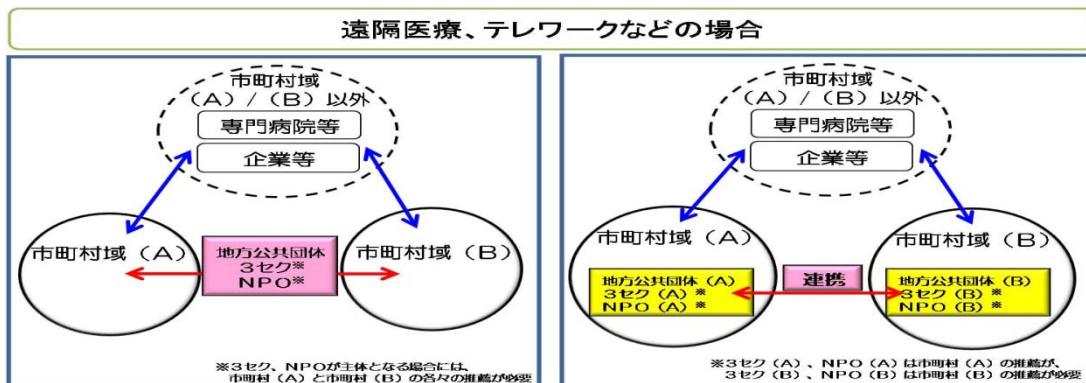 遠隔医療、テレワークなどの場合
市町村域
(A) / (B) 以外
専門病院等
企業等
市町村域 (A)
地方公共団体
3セク※
NPO※
市町村域 (B)
※3セク、NPOが主体となる場合には、
市町村 (A) と市町村 (B) の各々の推薦が必要
市町村域
(A) / (B) 以外
専門病院等
企業等
市町村域 (A)
地方公共団体 (A)
3セク (A) ※
NPO (A) ※
連携
市町村域 (B)
地方公共団体 (B)
3セク (B) ※
NPO (B) ※
※3セク (A) 、NPO (A) は市町村 (A) の推薦が、
3セク (B) 、NPO (B) は市町村 (B) の推薦が必要